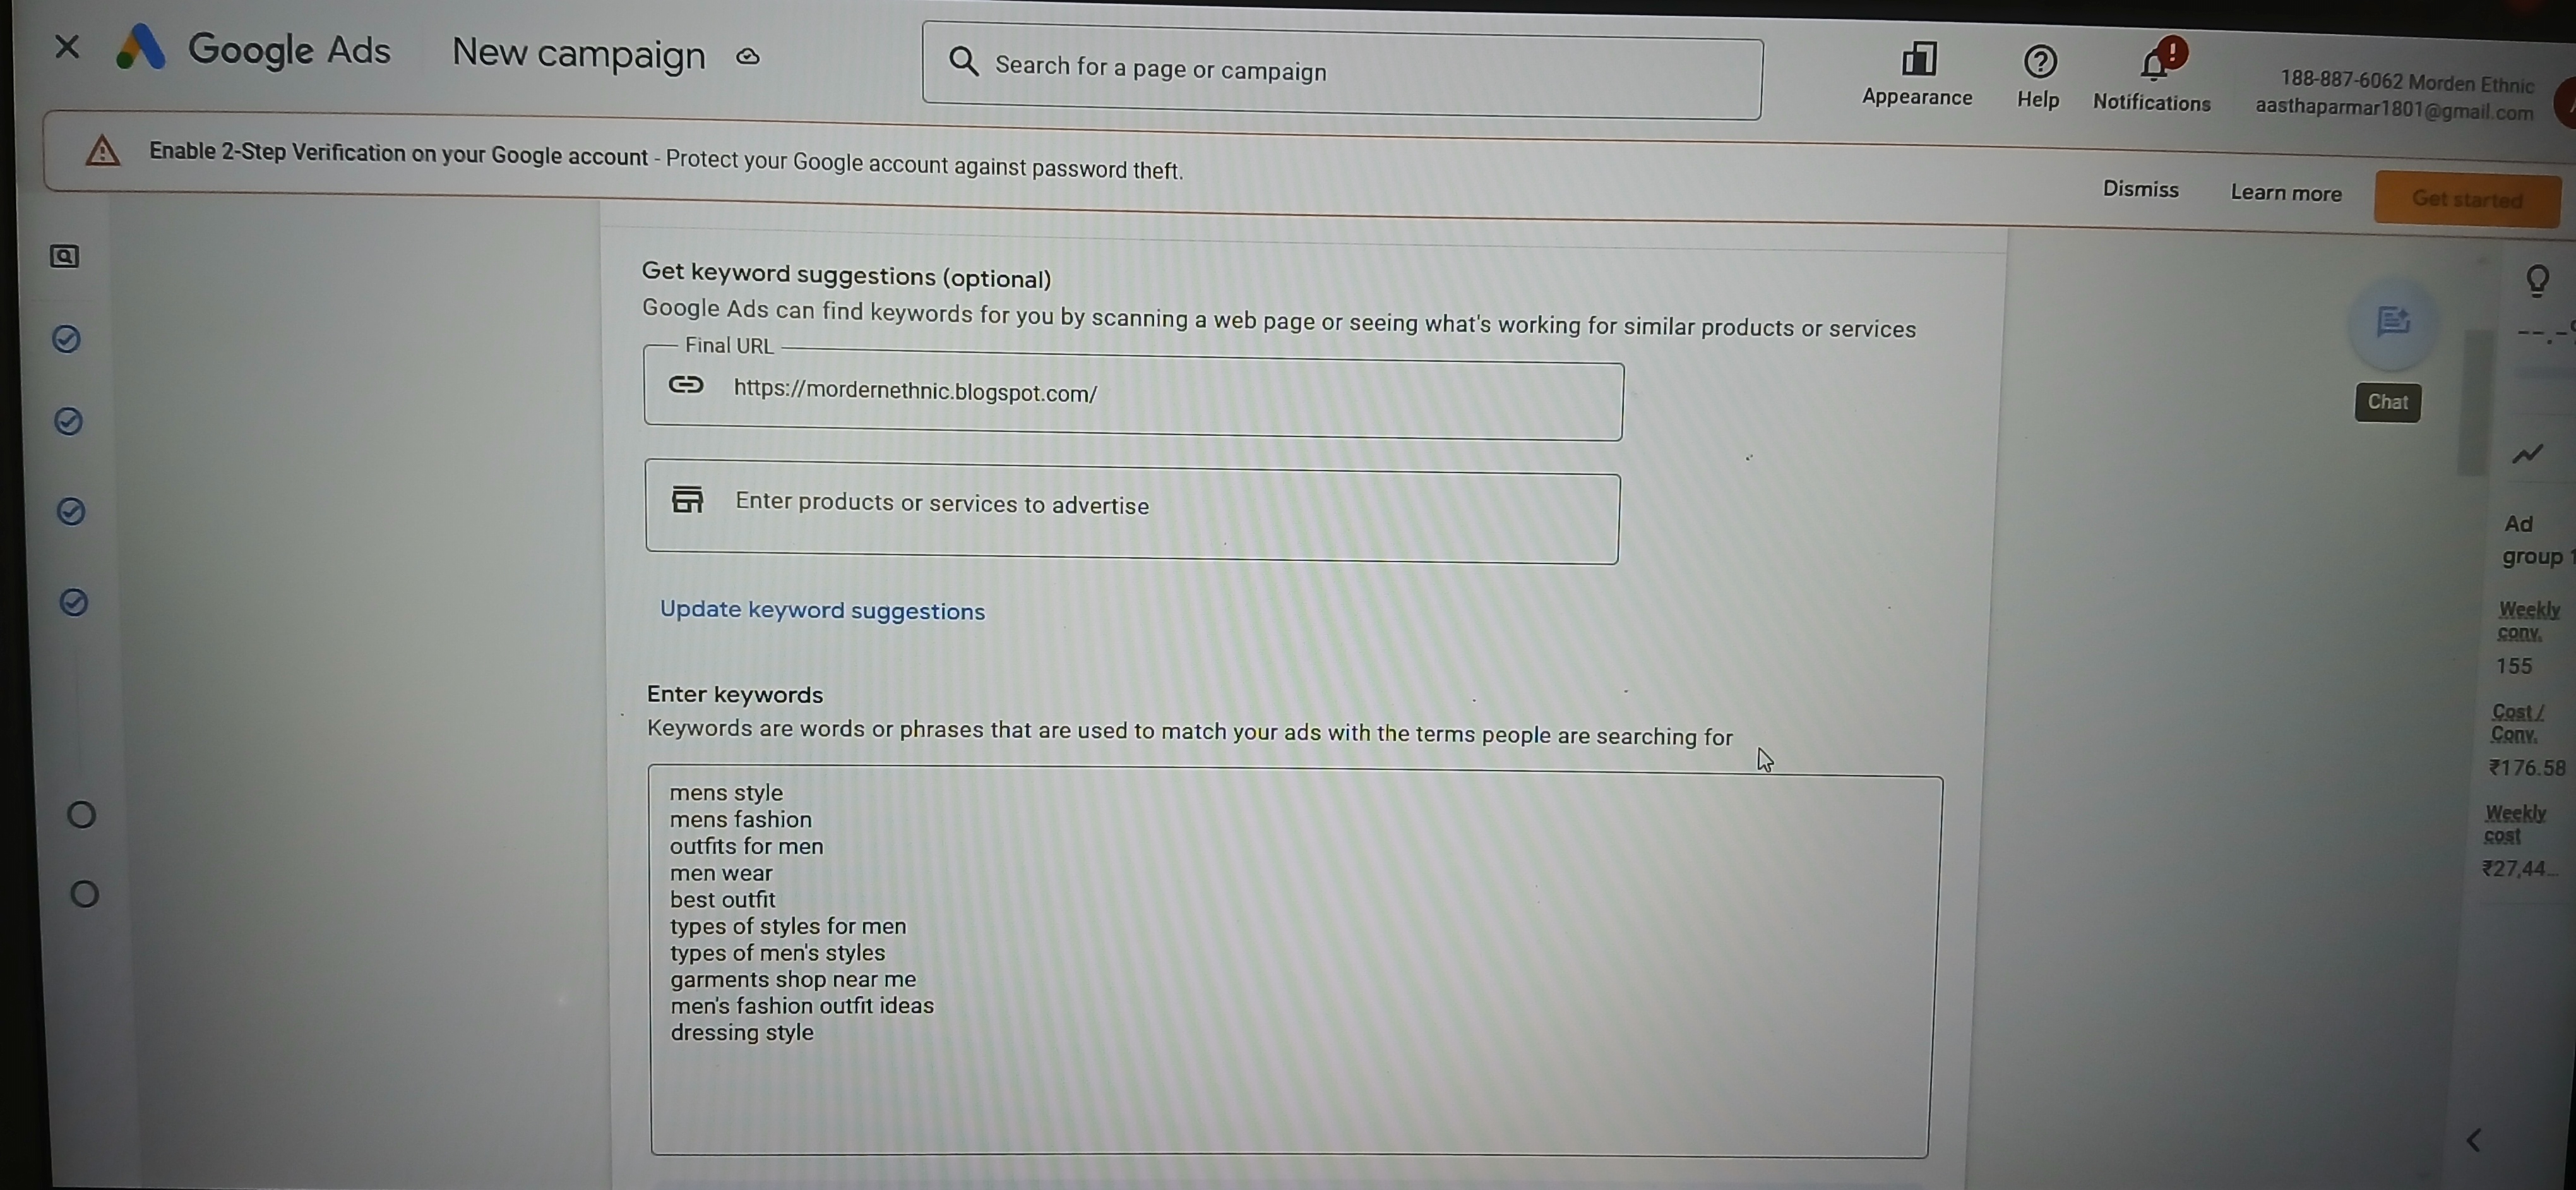 Google Ads New campaign
Search for a page or campaign
Appearance
Help
Notifications
188-887-6062 Morden Ethnic
aasthaparmar1801@gmail.com
Enable 2-Step Verification on your Google account - Protect your Google account against password theft.
Dismiss
Learn more
Get started
Get keyword suggestions (optional)
Google Ads can find keywords for you by scanning a web page or seeing what's working for similar products or services
Final URL
https://mordernethnic.blogspot.com/
Enter products or services to advertise
Update keyword suggestions
Enter keywords
Keywords are words or phrases that are used to match your ads with the terms people are searching for
mens style
mens fashion
outfits for men
men wear
best outfit
types of styles for men
types of men's styles
garments shop near me
men's fashion outfit ideas
dressing style
Chat
Ad
group 1
Weekly
conv.
155
Cost /
Conv.
₹176.58
Weekly
cost
₹27,44...